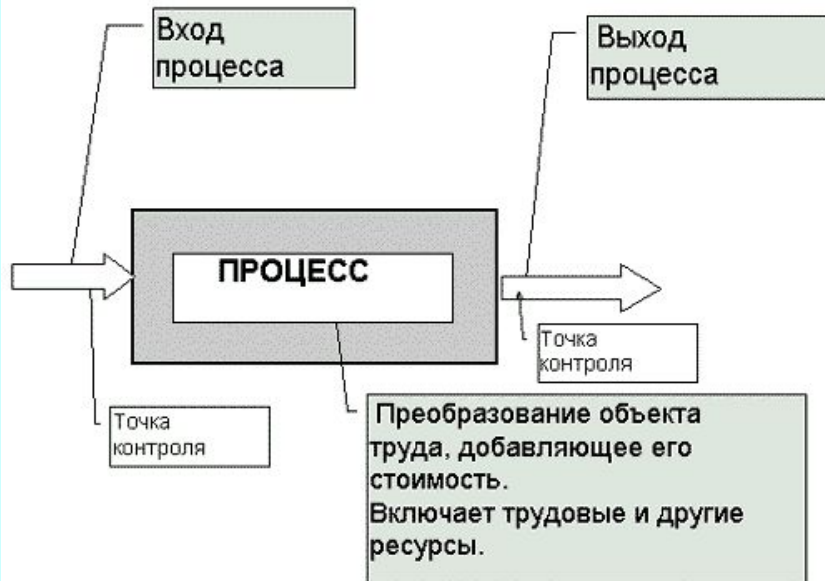 Вход
процесса
Выход
процесса
ПРОЦЕСС
Точка
контроля
Точка
контроля
Преобразование объекта
труда, добавляющее его
стоимость.
Включает трудовые и другие
ресурсы.